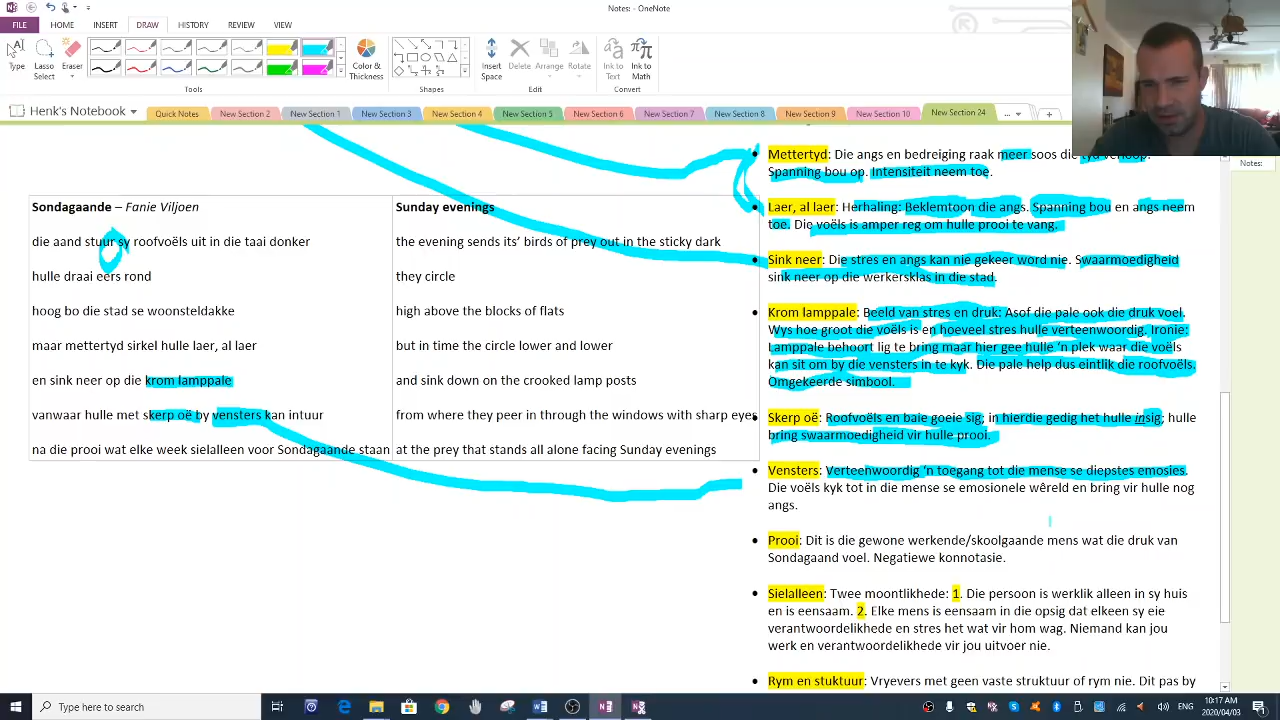 Notes: - OneNote
FILE HOME INSERT DRAW HISTORY REVIEW VIEW
Type Lasso Select Eraser Color & Thickness Insert Space Delete Arrange Rotate Ink to Text Ink to Math
Tools Shapes Edit Convert
Henk's Notebook Quick Notes New Section 2 New Section 1 New Section 3 New Section 4 New Section 5 New Section 6 New Section 7 New Section 8 New Section 9 New Section 10 New Section 24 ...
Notes:
Sondagaande – Fanie Viljoen
Sunday evenings
die aand stuur sy roofvoëls uit in die taai donker
the evening sends its' birds of prey out in the sticky dark
hulle draai eers rond
they circle
hoog bo die stad se woonsteldakke
high above the blocks of flats
maar mettertyd sirkel hulle laer, al laer
but in time the circle lower and lower
en sink neer op die krom lamppale
and sink down on the crooked lamp posts
vanwaar hulle met skerp oë by vensters kan intuur
from where they peer in through the windows with sharp eyes
na die prooi wat elke week sielalleen voor Sondagaande staan
at the prey that stands all alone facing Sunday evenings
• Mettertyd: Die angs en bedreiging raak meer soos die tyd verloop.
Spanning bou op. Intensiteit neem toe.
• Laer, al laer: Herhaling: Beklemtoon die angs. Spanning bou en angs neem
toe. Die voëls is amper reg om hulle prooi te vang.
• Sink neer: Die stres en angs kan nie gekeer word nie. Swaarmoedigheid
sink neer op die werkersklas in die stad.
• Krom lamppale: Beeld van stres en druk: Asof die pale ook die druk voel.
Wys hoe groot die voëls is en hoeveel stres hulle verteenwoordig. Ironie:
Lamppale behoort lig te bring maar hier gee hulle 'n plek waar die voëls
kan sit om by die vensters in te kyk. Die pale help dus eintlik die roofvoëls.
Omgekeerde simbool.
• Skerp oë: Roofvoëls en baie goeie sig; in hierdie gedig het hulle insig; hulle
bring swaarmoedigheid vir hulle prooi.
• Vensters: Verteenwoordig 'n toegang tot die mense se diepstes emosies.
Die voëls kyk tot in die mense se emosionele wêreld en bring vir hulle nog
angs.
• Prooi: Dit is die gewone werkende/skoolgaande mens wat die druk van
Sondagaand voel. Negatiewe konnotasie.
• Sielalleen: Twee moontlikhede: 1. Die persoon is werklik alleen in sy huis
en is eensaam. 2. Elke mens is eensaam in die opsig dat elkeen sy eie
verantwoordelikhede en stres het wat vir hom wag. Niemand kan jou
werk en verantwoordelikhede vir jou uitvoer nie.
• Rym en stuktuur: Vryevers met geen vaste struktuur of rym nie. Dit pas by
Type here to search
ENG
10:17 AM
2020/04/03